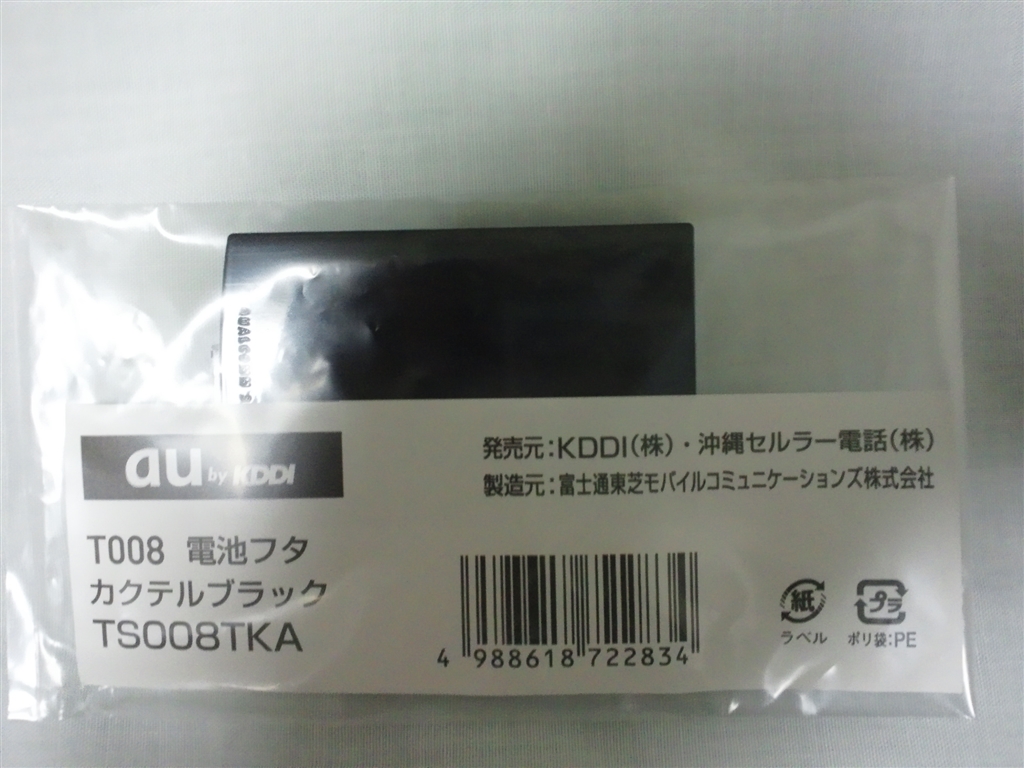 au by KDDI
発売元:KDDI(株)・沖縄セルラー電話(株)
製造元:富士通東芝モバイルコミュニケーションズ株式会社
T008 電池フタ
カクテルブラック
TS008TKA
4 988618 722834
紙
ラベル
プラ
ポリ袋:PE